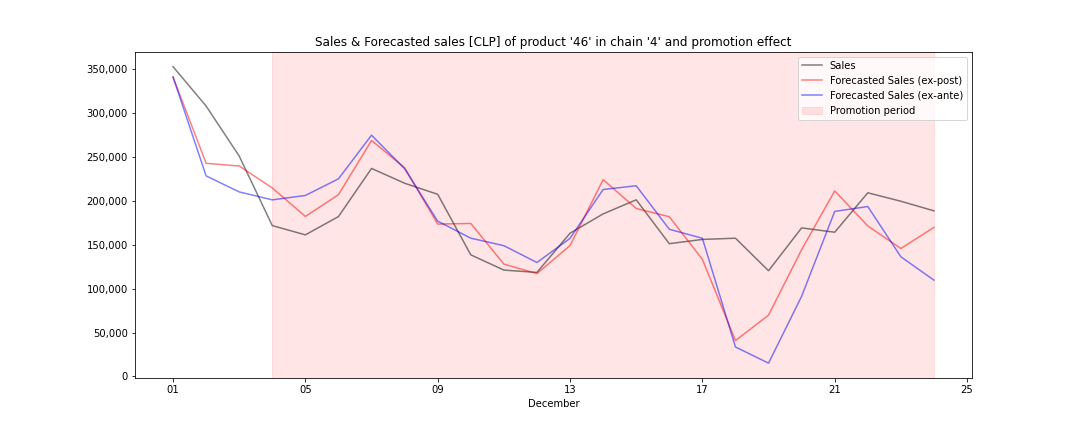 Sales & Forecasted sales [CLP] of product '46' in chain '4' and promotion effect
350,000
300,000
250,000
200,000
150,000
100,000
50,000
0
Sales
Forecasted Sales (ex-post)
Forecasted Sales (ex-ante)
Promotion period
01 05 09 13 17 21 25
December